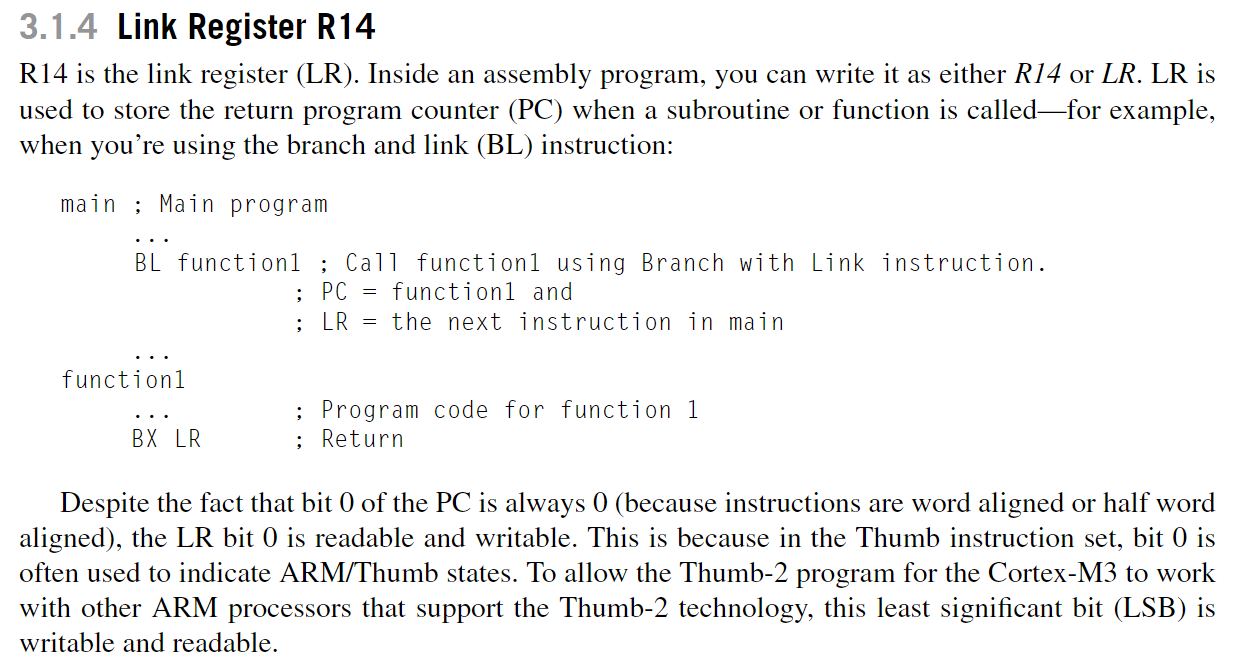 3.1.4 Link Register R14
R14 is the link register (LR). Inside an assembly program, you can write it as either R14 or LR. LR is
used to store the return program counter (PC) when a subroutine or function is called—for example,
when you’re using the branch and link (BL) instruction:
main ; Main program
...
BL function1 ; Call function1 using Branch with Link instruction.
; PC = function1 and
; LR = the next instruction in main
...
function1
... ; Program code for function 1
BX LR ; Return
Despite the fact that bit 0 of the PC is always 0 (because instructions are word aligned or half word
aligned), the LR bit 0 is readable and writable. This is because in the Thumb instruction set, bit 0 is
often used to indicate ARM/Thumb states. To allow the Thumb-2 program for the Cortex-M3 to work
with other ARM processors that support the Thumb-2 technology, this least significant bit (LSB) is
writable and readable.